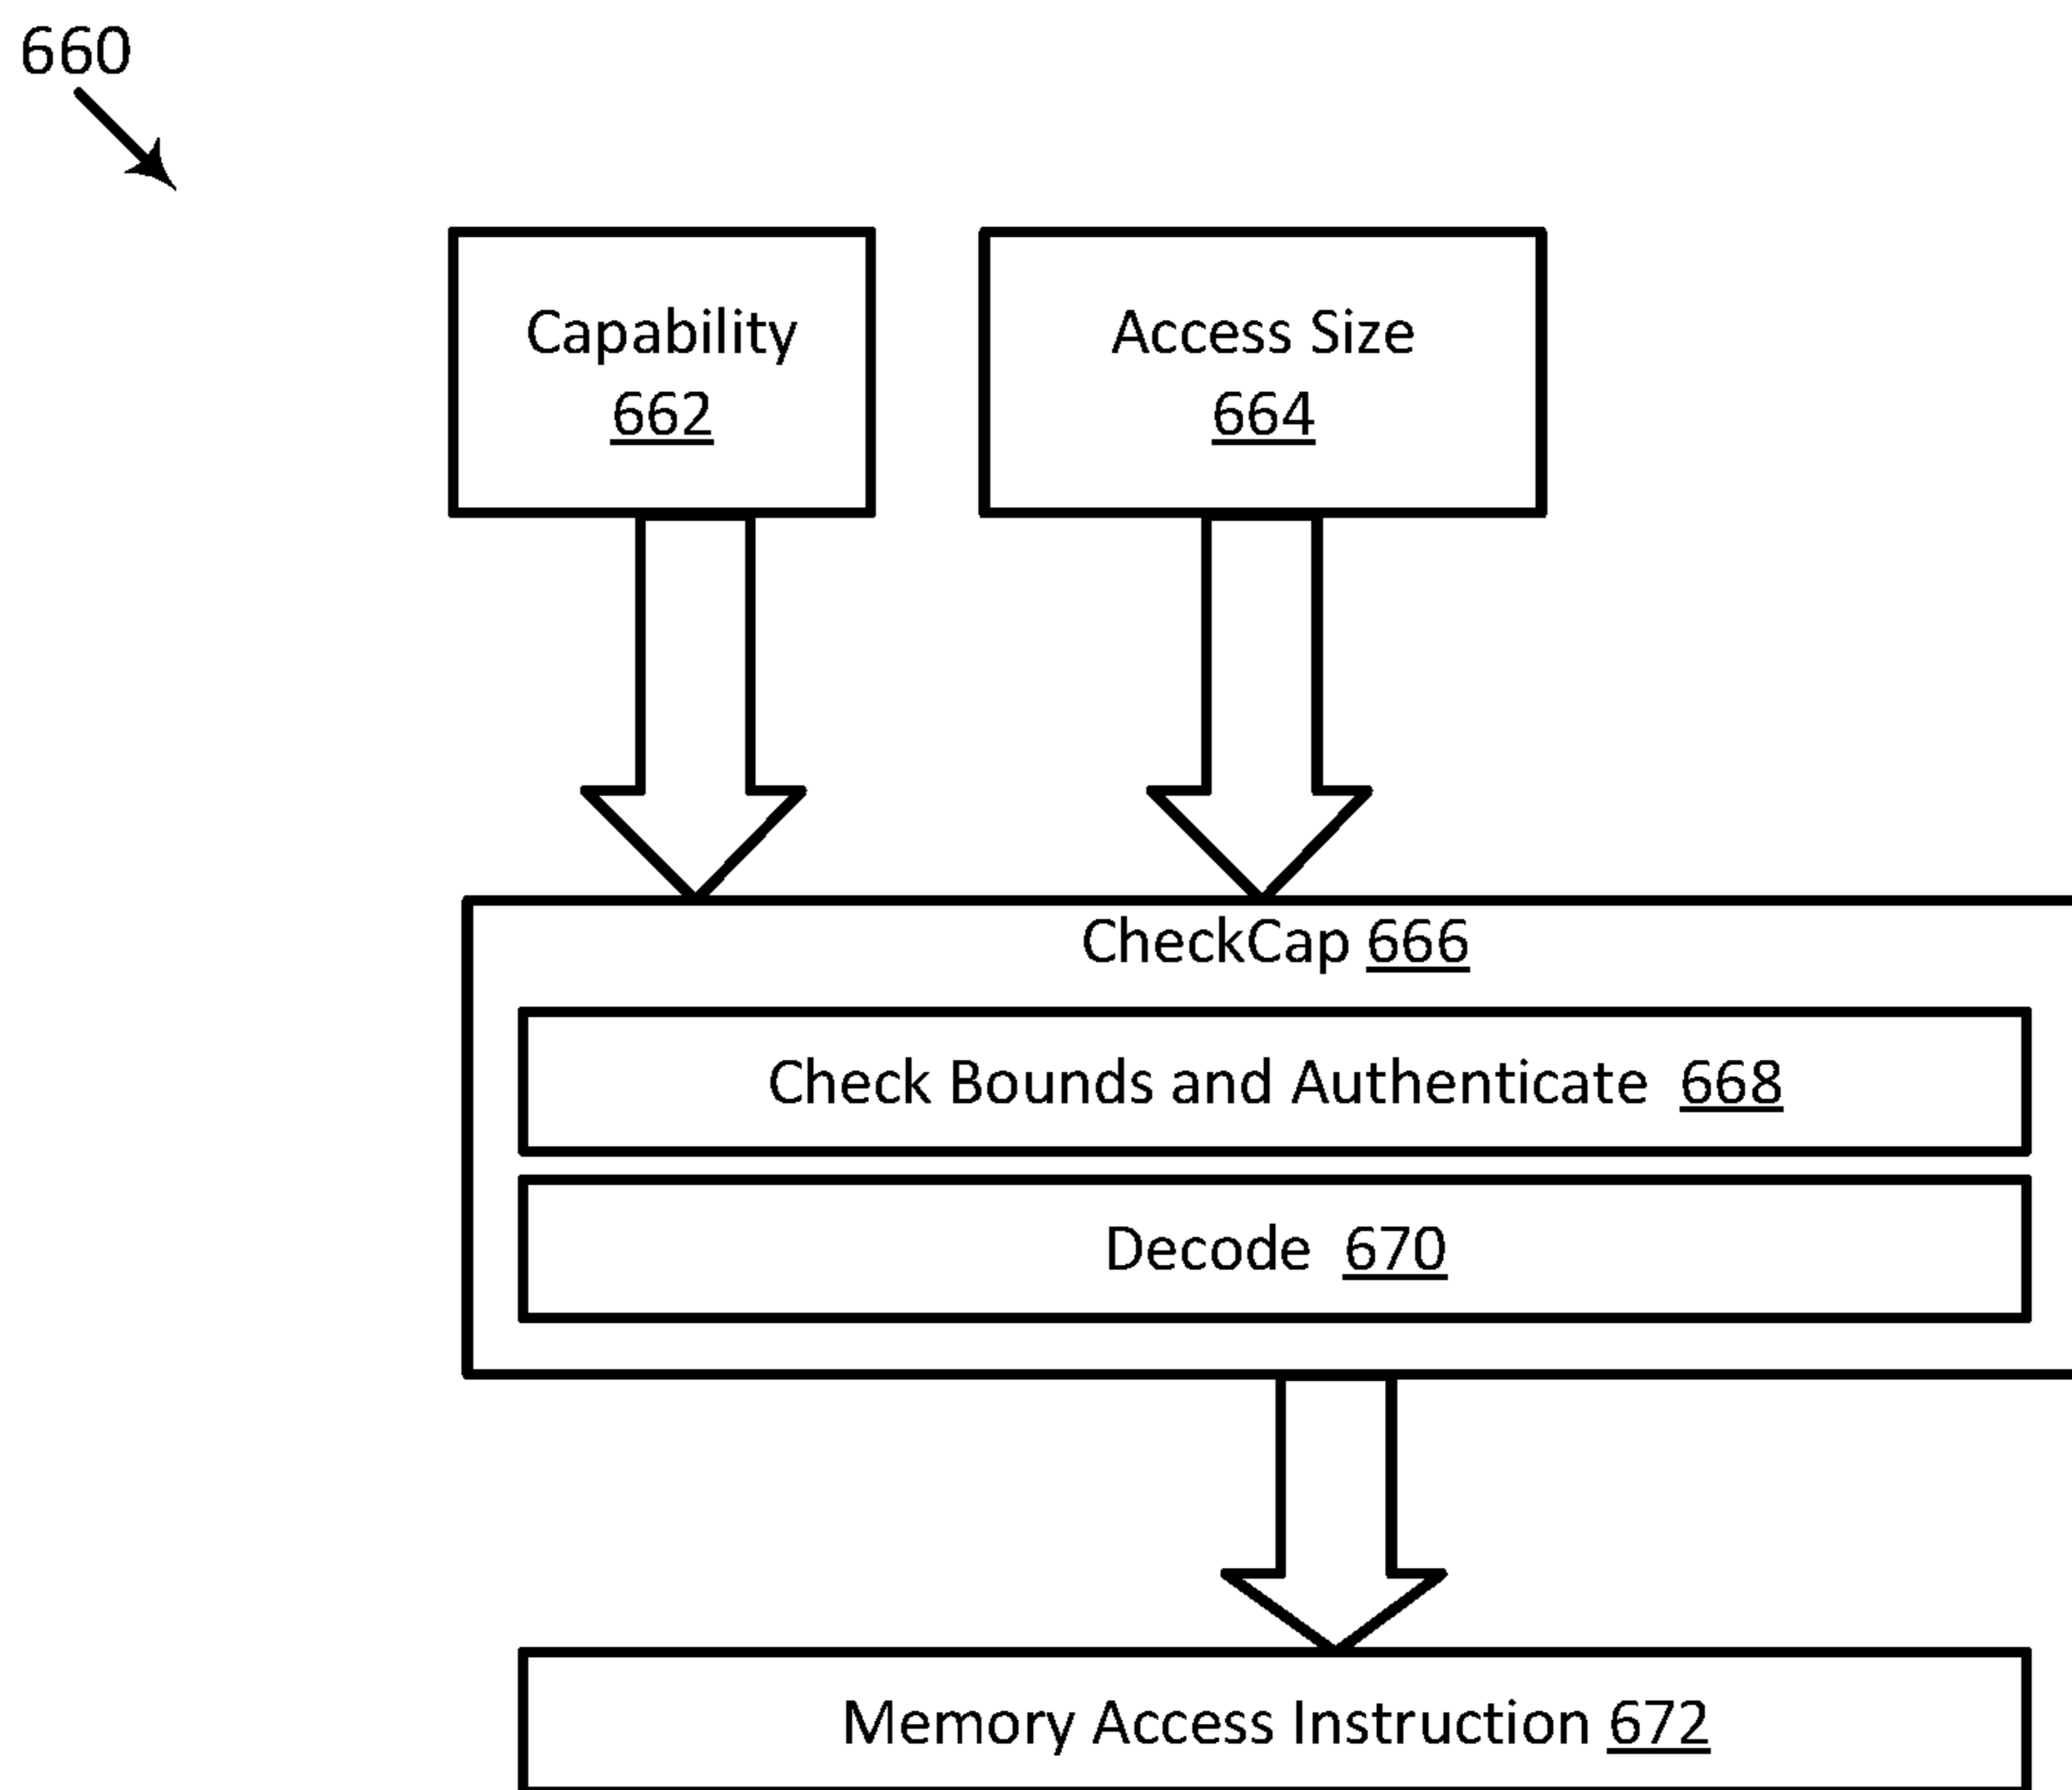 660
Capability
662
Access Size
664
CheckCap 666
Check Bounds and Authenticate 668
Decode 670
Memory Access Instruction 672